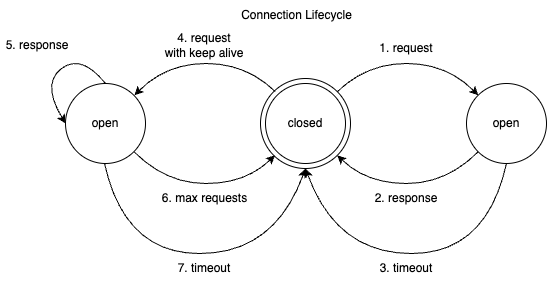 Connection Lifecycle
4. request
with keep alive
5. response
1. request
open
closed
open
6. max requests
2. response
7. timeout
3. timeout